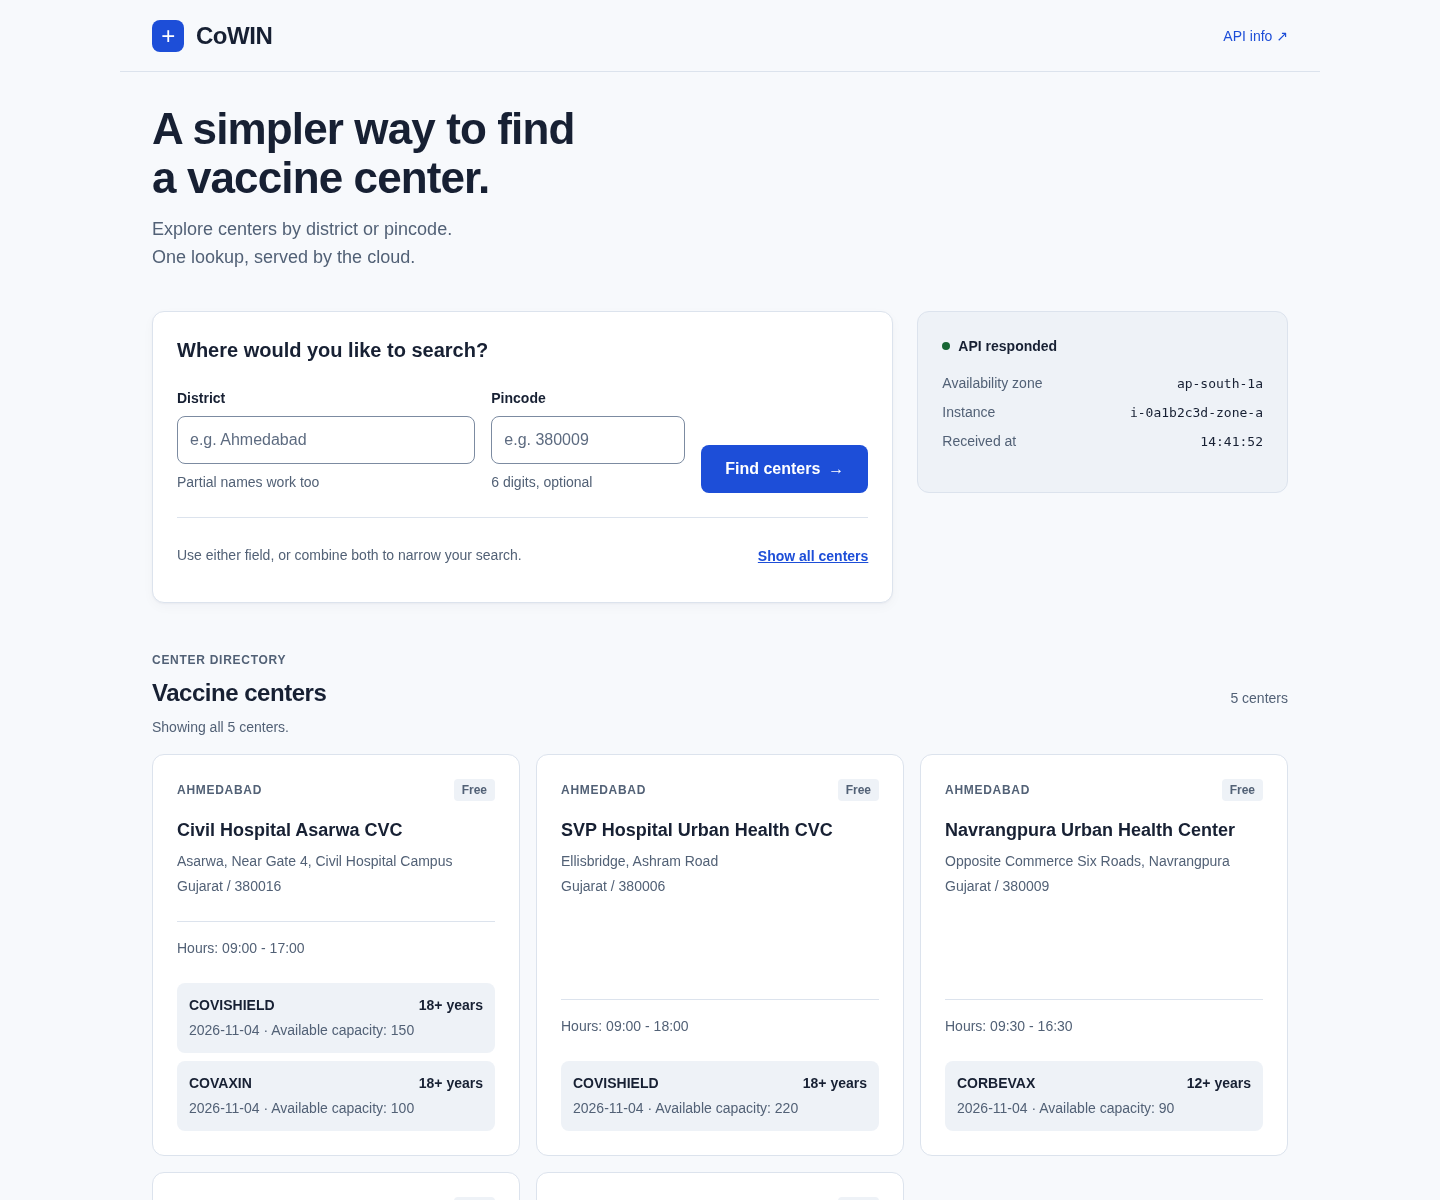 + CoWIN
API info ↗
A simpler way to find
a vaccine center.
Explore centers by district or pincode.
One lookup, served by the cloud.
Where would you like to search?
District
Pincode
e.g. Ahmedabad
e.g. 380009
Find centers →
Partial names work too
6 digits, optional
Use either field, or combine both to narrow your search.
Show all centers
API responded
Availability zone ap-south-1a
Instance i-0a1b2c3d-zone-a
Received at 14:41:52
CENTER DIRECTORY
Vaccine centers
5 centers
Showing all 5 centers.
AHMEDABAD Free
Civil Hospital Asarwa CVC
Asarwa, Near Gate 4, Civil Hospital Campus
Gujarat / 380016
Hours: 09:00 - 17:00
COVISHIELD 18+ years
2026-11-04 · Available capacity: 150
COVAXIN 18+ years
2026-11-04 · Available capacity: 100
AHMEDABAD Free
SVP Hospital Urban Health CVC
Ellisbridge, Ashram Road
Gujarat / 380006
Hours: 09:00 - 18:00
COVISHIELD 18+ years
2026-11-04 · Available capacity: 220
AHMEDABAD Free
Navrangpura Urban Health Center
Opposite Commerce Six Roads, Navrangpura
Gujarat / 380009
Hours: 09:30 - 16:30
CORBEVAX 12+ years
2026-11-04 · Available capacity: 90